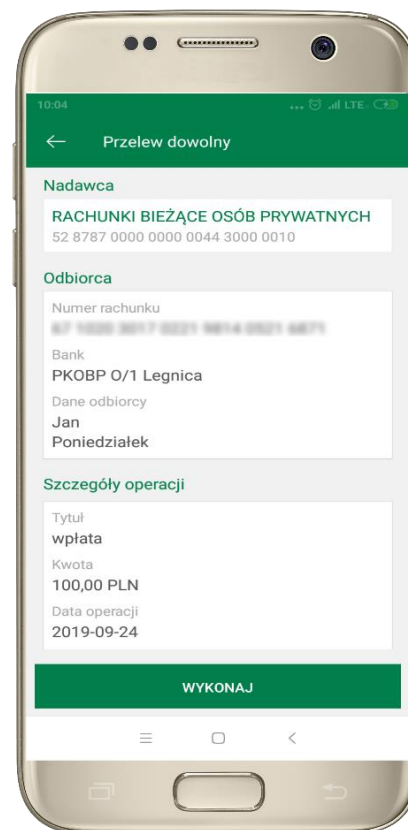 10:04
... LTE
Przelew dowolny
Nadawca
RACHUNKI BIEŻĄCE OSÓB PRYWATNYCH
52 8787 0000 0000 0044 3000 0010
Odbiorca
Numer rachunku
Bank
PKOBP O/1 Legnica
Dane odbiorcy
Jan
Poniedziałek
Szczegóły operacji
Tytuł
wpłata
Kwota
100,00 PLN
Data operacji
2019-09-24
WYKONAJ